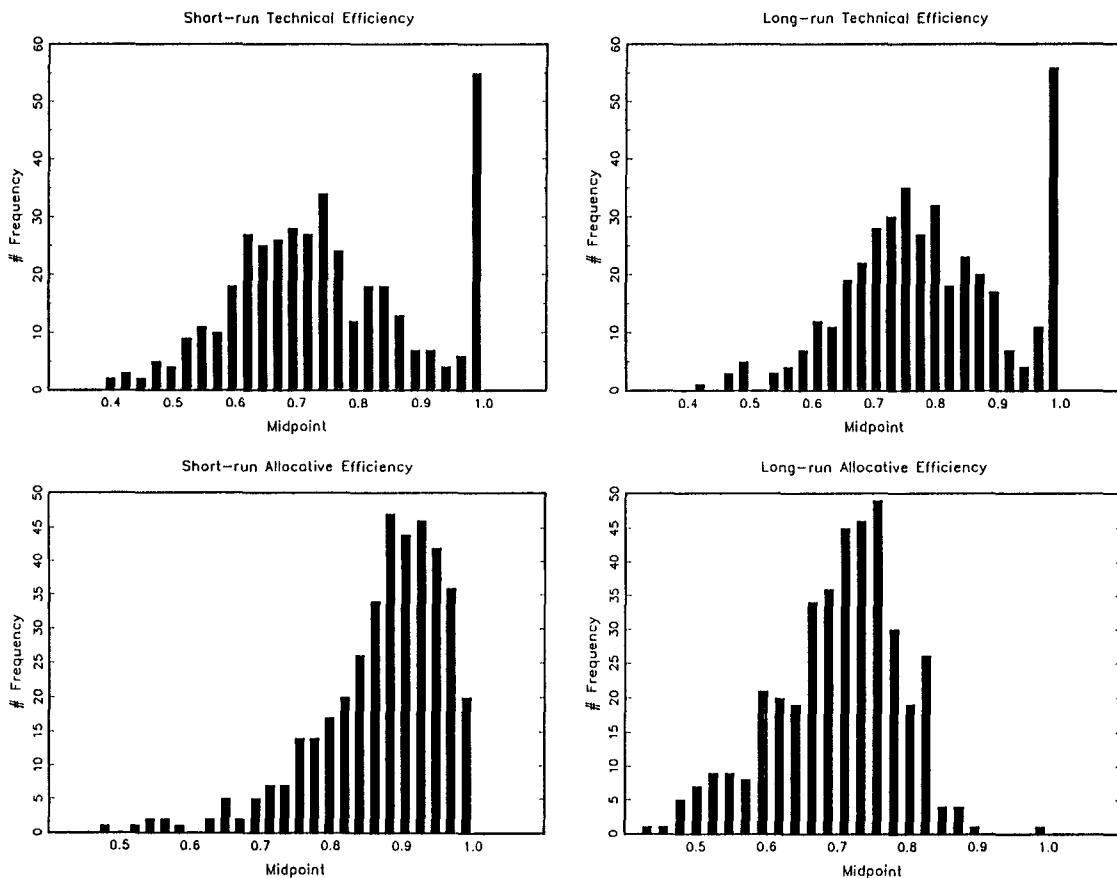 Short-run Technical Efficiency
# Frequency
60
50
40
30
20
10
0
0.4 0.5 0.6 0.7 0.8 0.9 1.0
Midpoint
Long-run Technical Efficiency
# Frequency
60
50
40
30
20
10
0
0.4 0.5 0.6 0.7 0.8 0.9 1.0
Midpoint
Short-run Allocative Efficiency
# Frequency
50
45
40
35
30
25
20
15
10
5
0
0.5 0.6 0.7 0.8 0.9 1.0
Midpoint
Long-run Allocative Efficiency
# Frequency
50
45
40
35
30
25
20
15
10
5
0
0.5 0.6 0.7 0.8 0.9 1.0
Midpoint